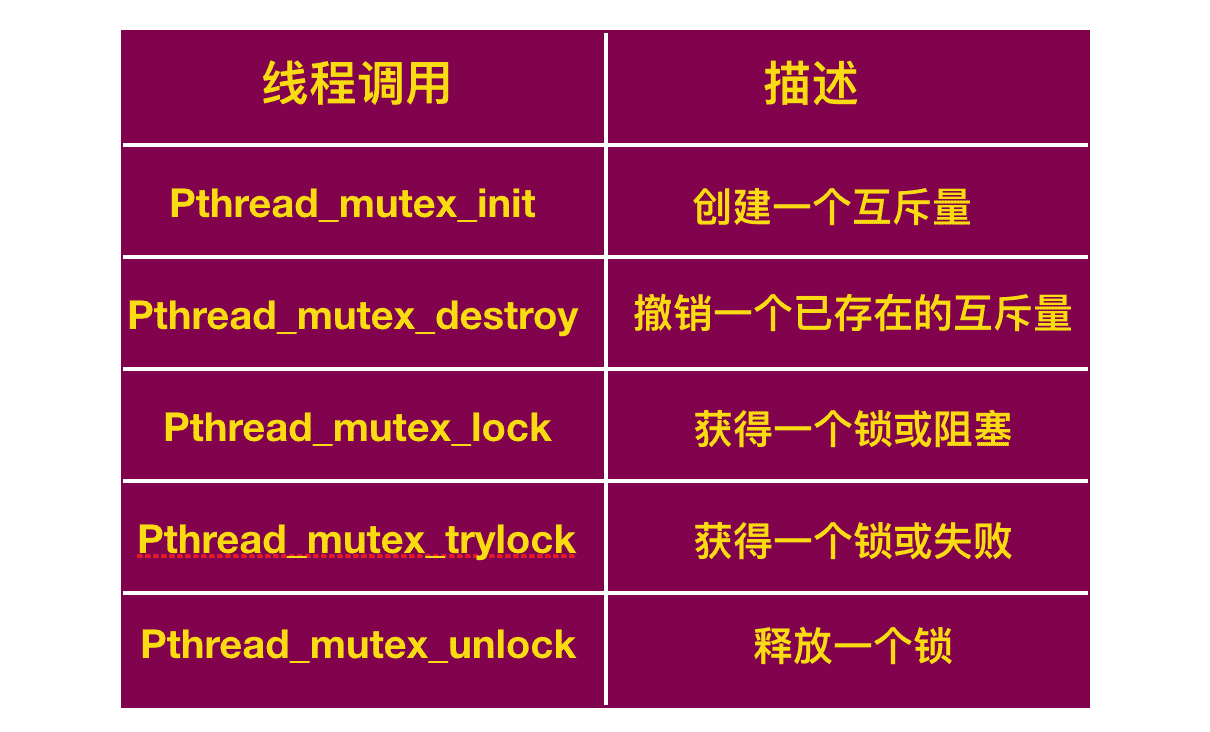 线程调用 描述
Pthread_mutex_init 创建一个互斥量
Pthread_mutex_destroy 撤销一个已存在的互斥量
Pthread_mutex_lock 获得一个锁或阻塞
Pthread_mutex_trylock 获得一个锁或失败
Pthread_mutex_unlock 释放一个锁